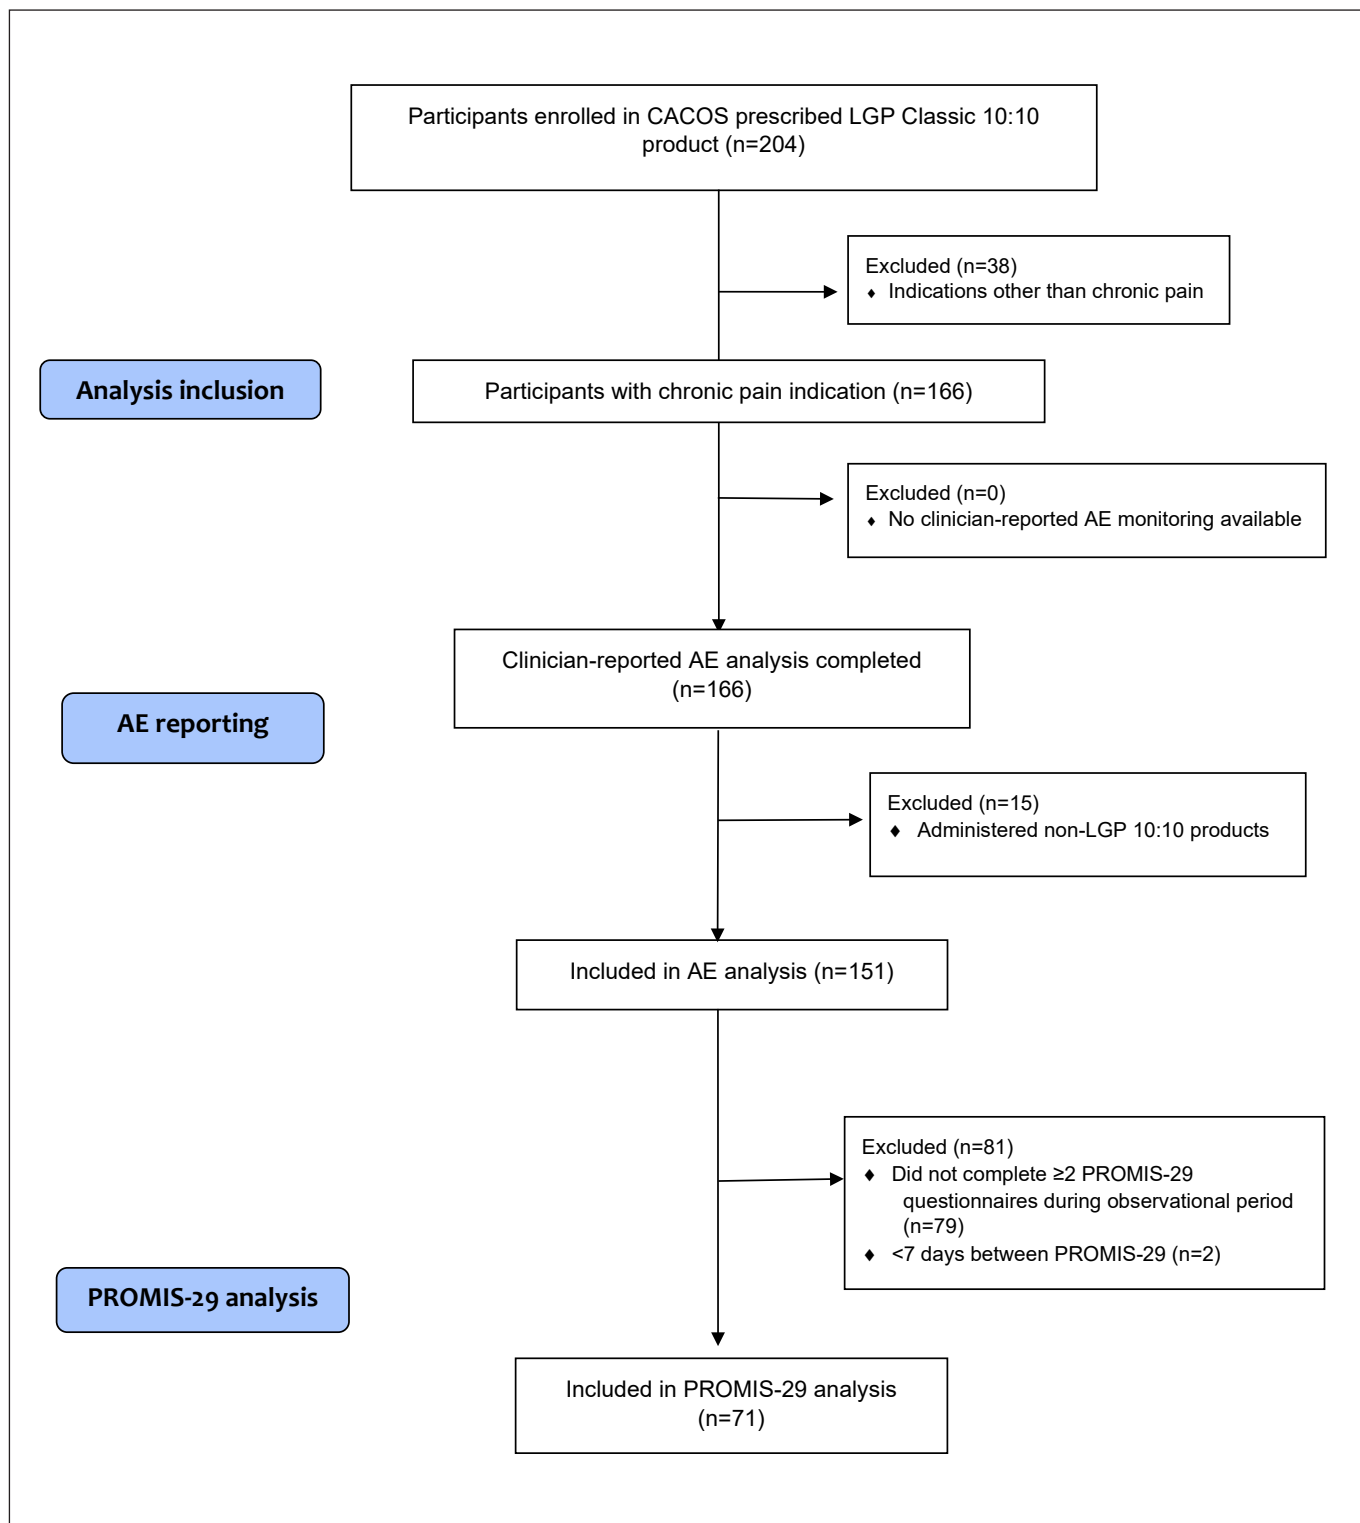 Participants enrolled in CACOS prescribed LGP Classic 10:10
product (n=204)
Excluded (n=38)
♦ Indications other than chronic pain
Analysis inclusion
Participants with chronic pain indication (n=166)
Excluded (n=0)
♦ No clinician-reported AE monitoring available
Clinician-reported AE analysis completed
(n=166)
AE reporting
Excluded (n=15)
♦ Administered non-LGP 10:10 products
Included in AE analysis (n=151)
Excluded (n=81)
♦ Did not complete ≥2 PROMIS-29
questionnaires during observational period
(n=79)
♦ <7 days between PROMIS-29 (n=2)
PROMIS-29 analysis
Included in PROMIS-29 analysis
(n=71)